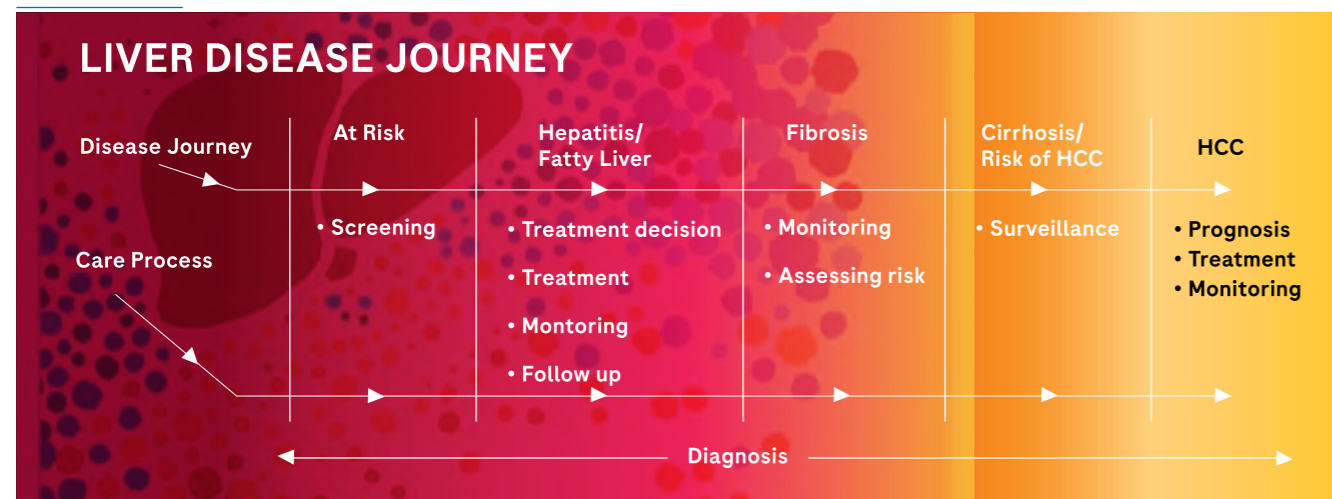 LIVER DISEASE JOURNEY
Disease Journey
At Risk
Hepatitis/
Fatty Liver
Fibrosis
Cirrhosis/
Risk of HCC
HCC
Care Process
• Screening
• Treatment decision
• Treatment
• Montoring
• Follow up
• Monitoring
• Assessing risk
• Surveillance
• Prognosis
• Treatment
• Monitoring
Diagnosis